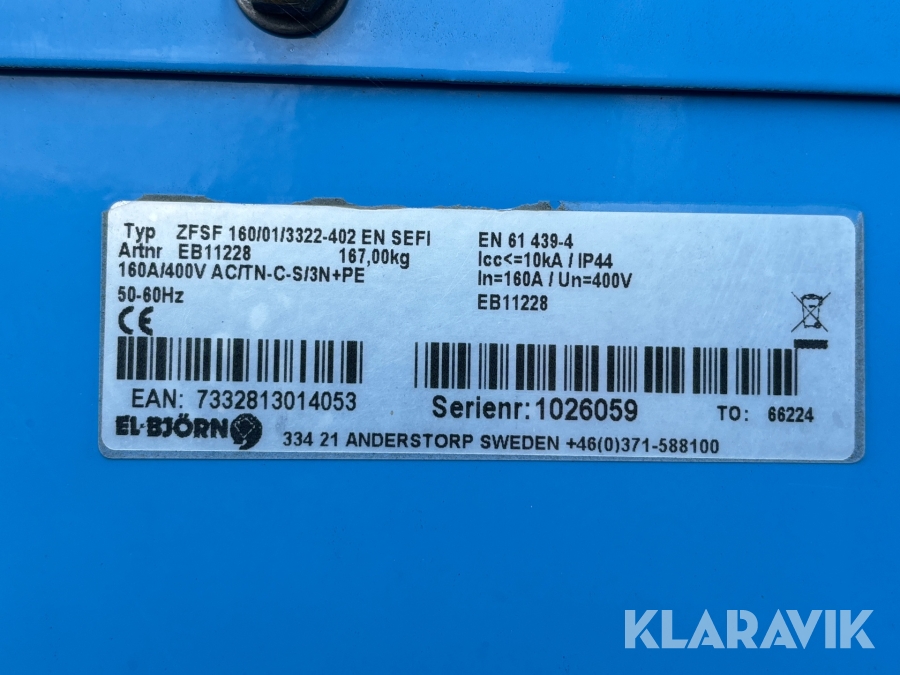 Typ ZFSF 160/01/3322-402 EN SEFI
Artnr EB11228 167,00kg
160A/400V AC/TN-C-S/3N+PE
50-60Hz
CE
EN 61 439-4
Icc<=10kA / IP44
In=160A / Un=400V
EB11228
EAN: 7332813014053
Serienr: 1026059
TO: 66224
EL-BJÖRN
334 21 ANDERSTORP SWEDEN +46(0)371-588100
KLARAVIK